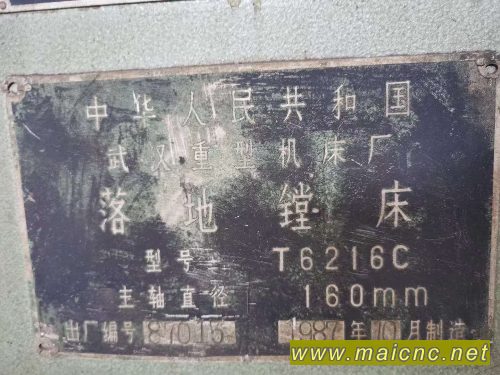 中华人民共和国
武汉重型机床厂
落地镗床
型号 T6216C
主轴直径 160mm
出厂编号 87013 1987年10月制造
www.maicnc.net